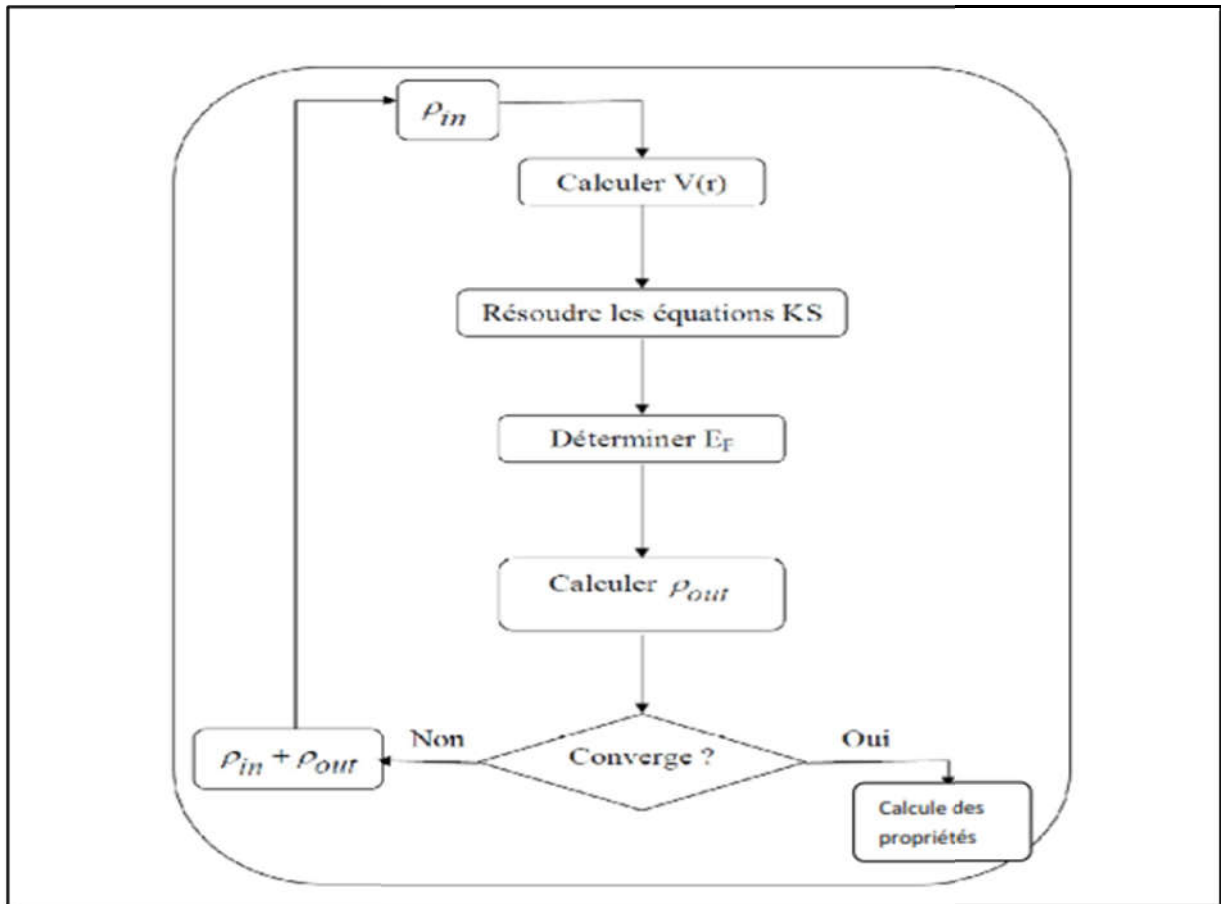 ρin
Calculer V(r)
Résoudre les équations KS
Déterminer EF
Calculer ρout
Converge ?
Non
Oui
ρin + ρout
Calcule des
propriétés